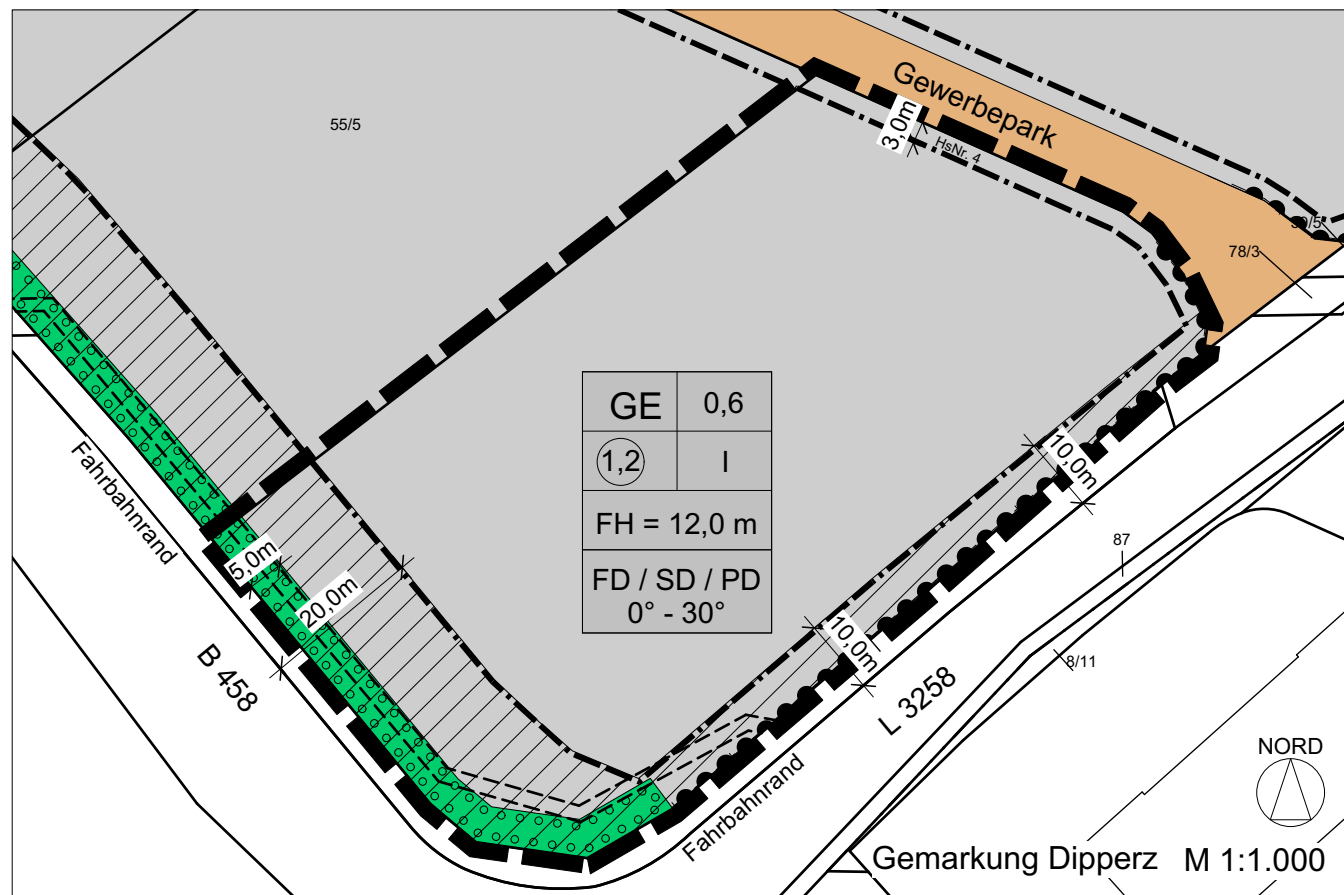 Gewerbepark
55/5
3,0m
HsNr. 4
78/3
GE 0,6
1,2 I
FH = 12,0 m
FD / SD / PD
0° - 30°
10,0m
Fahrbahnrand
5,0m
20,0m
87
10,0m
8/11
B 458
L 3258
NORD
Fahrbahnrand
Gemarkung Dipperz M 1:1.000